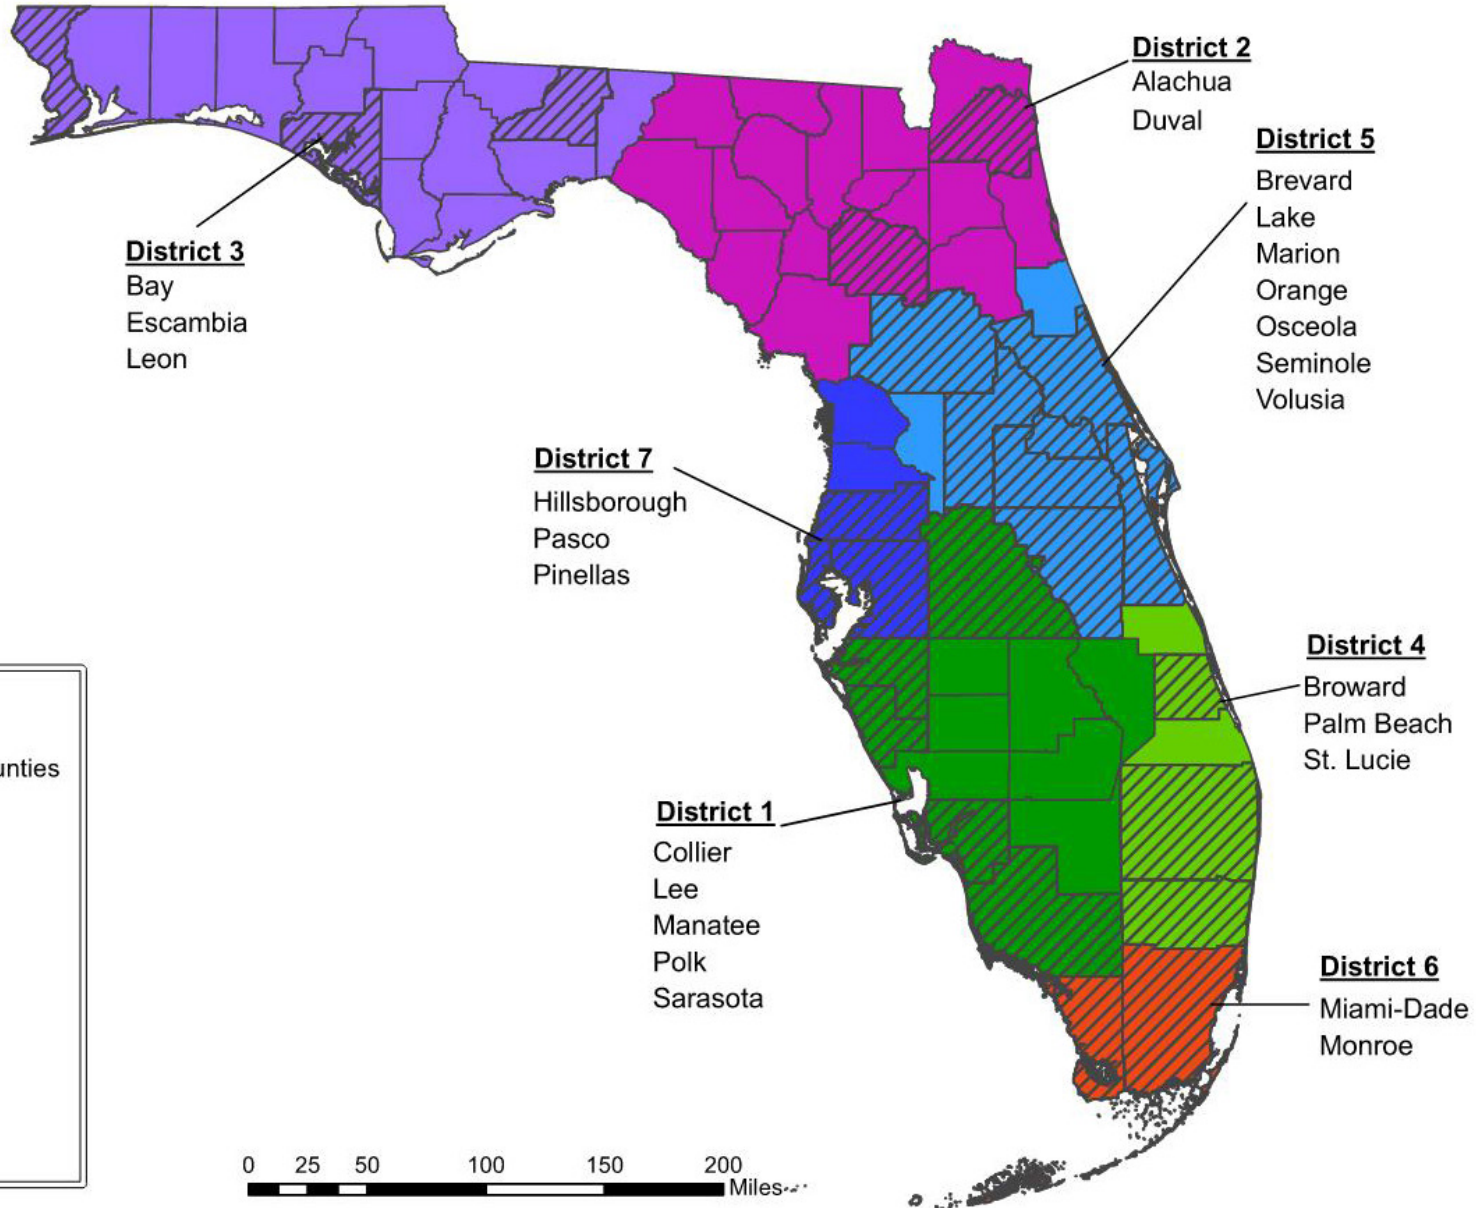 District 2
Alachua
Duval
District 5
Brevard
Lake
Marion
Orange
Osceola
Seminole
Volusia
District 3
Bay
Escambia
Leon
District 7
Hillsborough
Pasco
Pinellas
District 4
Broward
Palm Beach
St. Lucie
unties
District 1
Collier
Lee
Manatee
Polk
Sarasota
District 6
Miami-Dade
Monroe
0 25 50 100 150 200
Miles